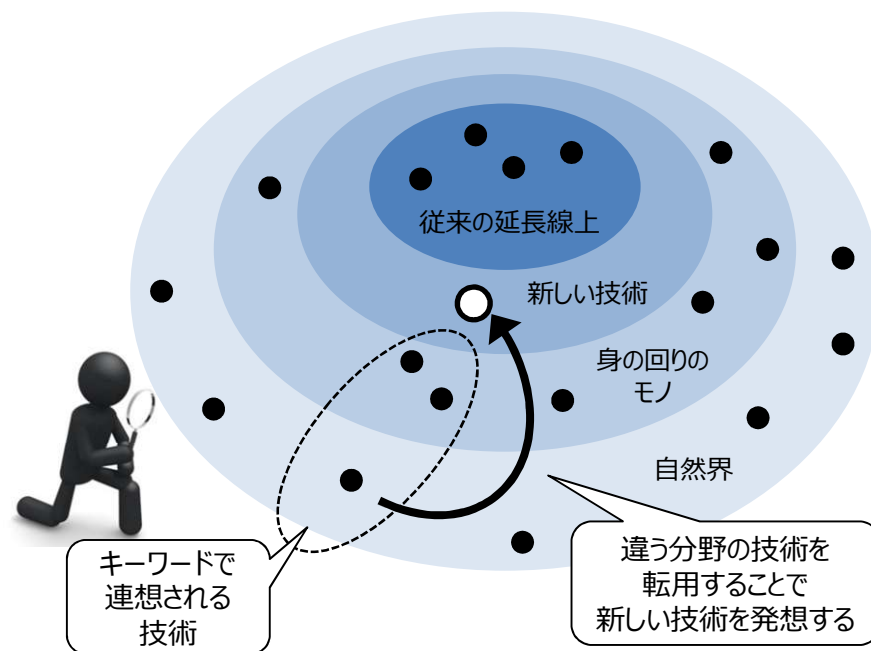 従来の延長線上
新しい技術
身の回りの
モノ
自然界
キーワードで
連想される
技術
違う分野の技術を
転用することで
新しい技術を発想する